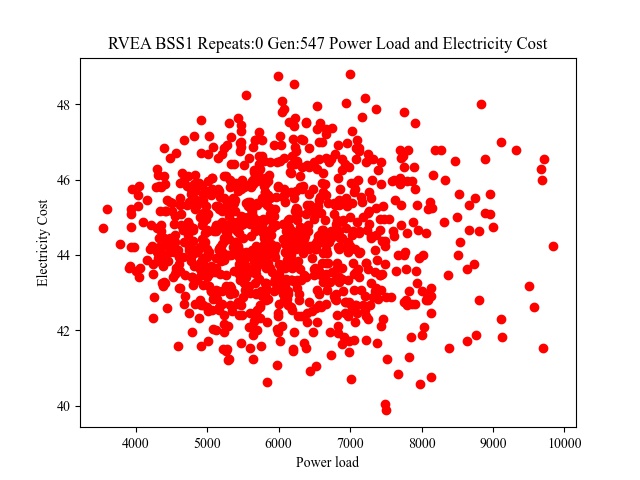 RVEA BSS1 Repeats:0 Gen:547 Power Load and Electricity Cost
48
46
44
42
40
Electricity Cost
4000 5000 6000 7000 8000 9000 10000
Power load